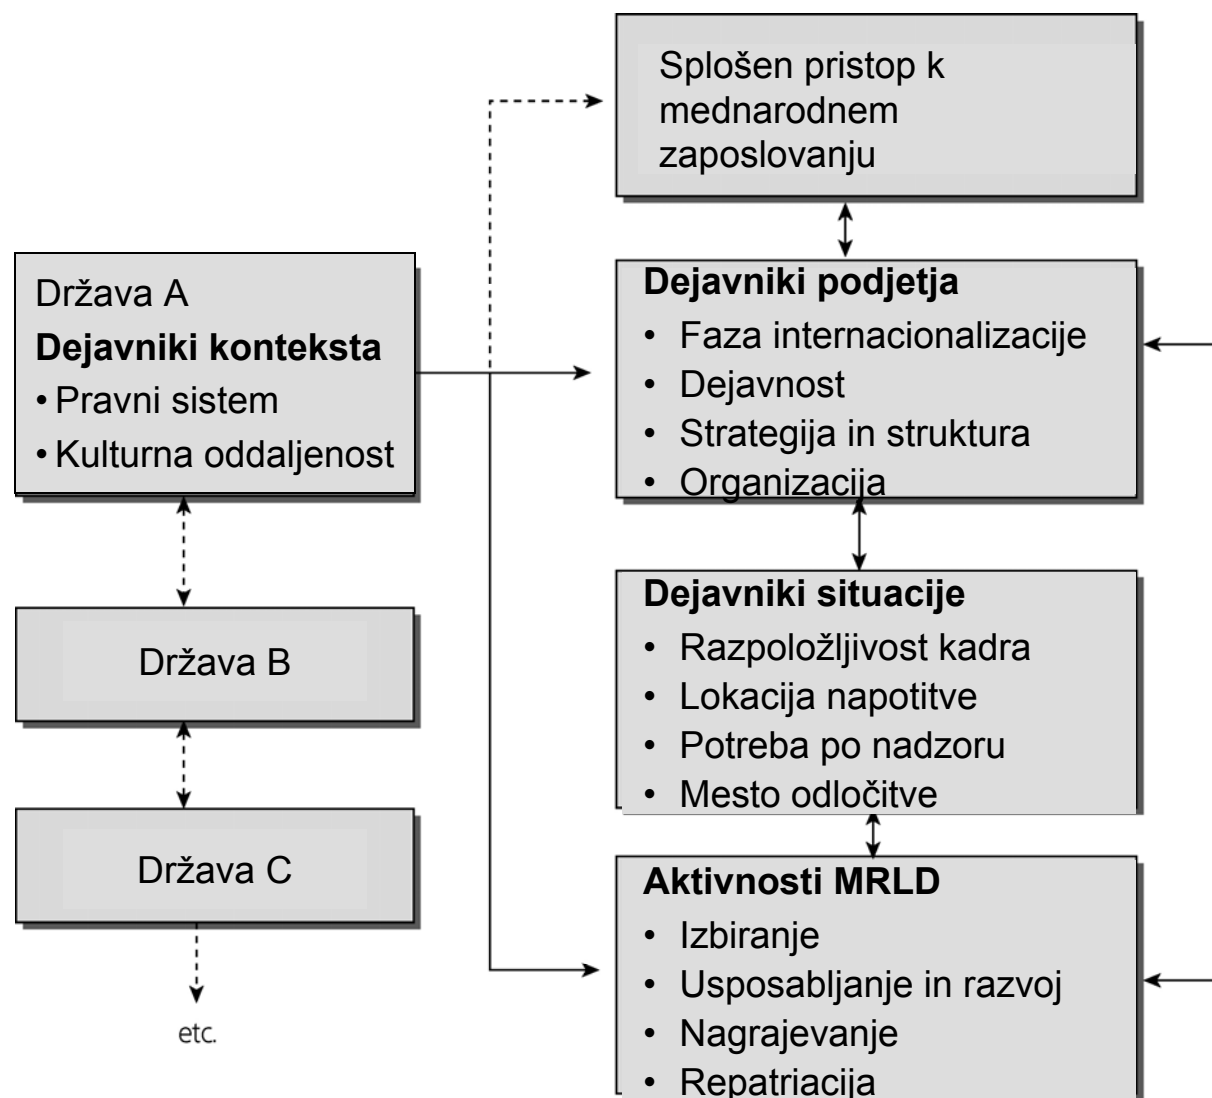 Splošen pristop k
mednarodnem
zaposlovanju
Država A
Dejavniki konteksta
• Pravni sistem
• Kulturna oddaljenost
Država B
Država C
etc.
Dejavniki podjetja
• Faza internacionalizacije
• Dejavnost
• Strategija in struktura
• Organizacija
Dejavniki situacije
• Razpoložljivost kadra
• Lokacija napotitve
• Potreba po nadzoru
• Mesto odločitve
Aktivnosti MRLD
• Izbiranje
• Usposabljanje in razvoj
• Nagrajevanje
• Repatriacija